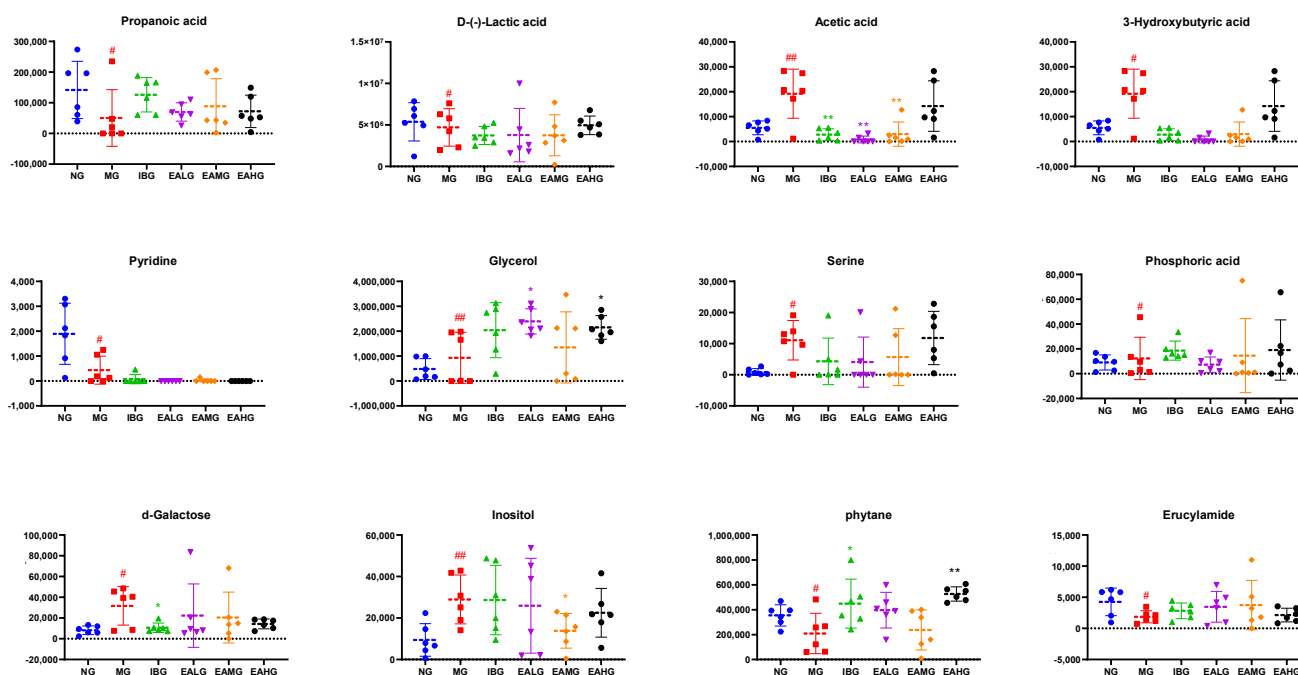 Propanoic acid
300,000
200,000
100,000
0
-100,000
#
NG MG IBG EALG EAMG EAHG
D-(-)-Lactic acid
1.5×10⁷
1×10⁷
5×10⁶
0
#
NG MG IBG EALG EAMG EAHG
Acetic acid
40,000
30,000
20,000
10,000
0
-10,000
## ** ** **
NG MG IBG EALG EAMG EAHG
3-Hydroxybutyric acid
40,000
30,000
20,000
10,000
0
-10,000
#
NG MG IBG EALG EAMG EAHG
Pyridine
4,000
3,000
2,000
1,000
0
-1,000
#
NG MG IBG EALG EAMG EAHG
Glycerol
4,000,000
3,000,000
2,000,000
1,000,000
0
-1,000,000
## * *
NG MG IBG EALG EAMG EAHG
Serine
30,000
20,000
10,000
0
-10,000
#
NG MG IBG EALG EAMG EAHG
Phosphoric acid
80,000
60,000
40,000
20,000
0
-20,000
#
NG MG IBG EALG EAMG EAHG
d-Galactose
100,000
80,000
60,000
40,000
20,000
0
-20,000
# *
NG MG IBG EALG EAMG EAHG
Inositol
60,000
40,000
20,000
0
## *
NG MG IBG EALG EAMG EAHG
phytane
1,000,000
800,000
600,000
400,000
200,000
0
# * **
NG MG IBG EALG EAMG EAHG
Erucylamide
15,000
10,000
5,000
0
-5,000
#
NG MG IBG EALG EAMG EAHG